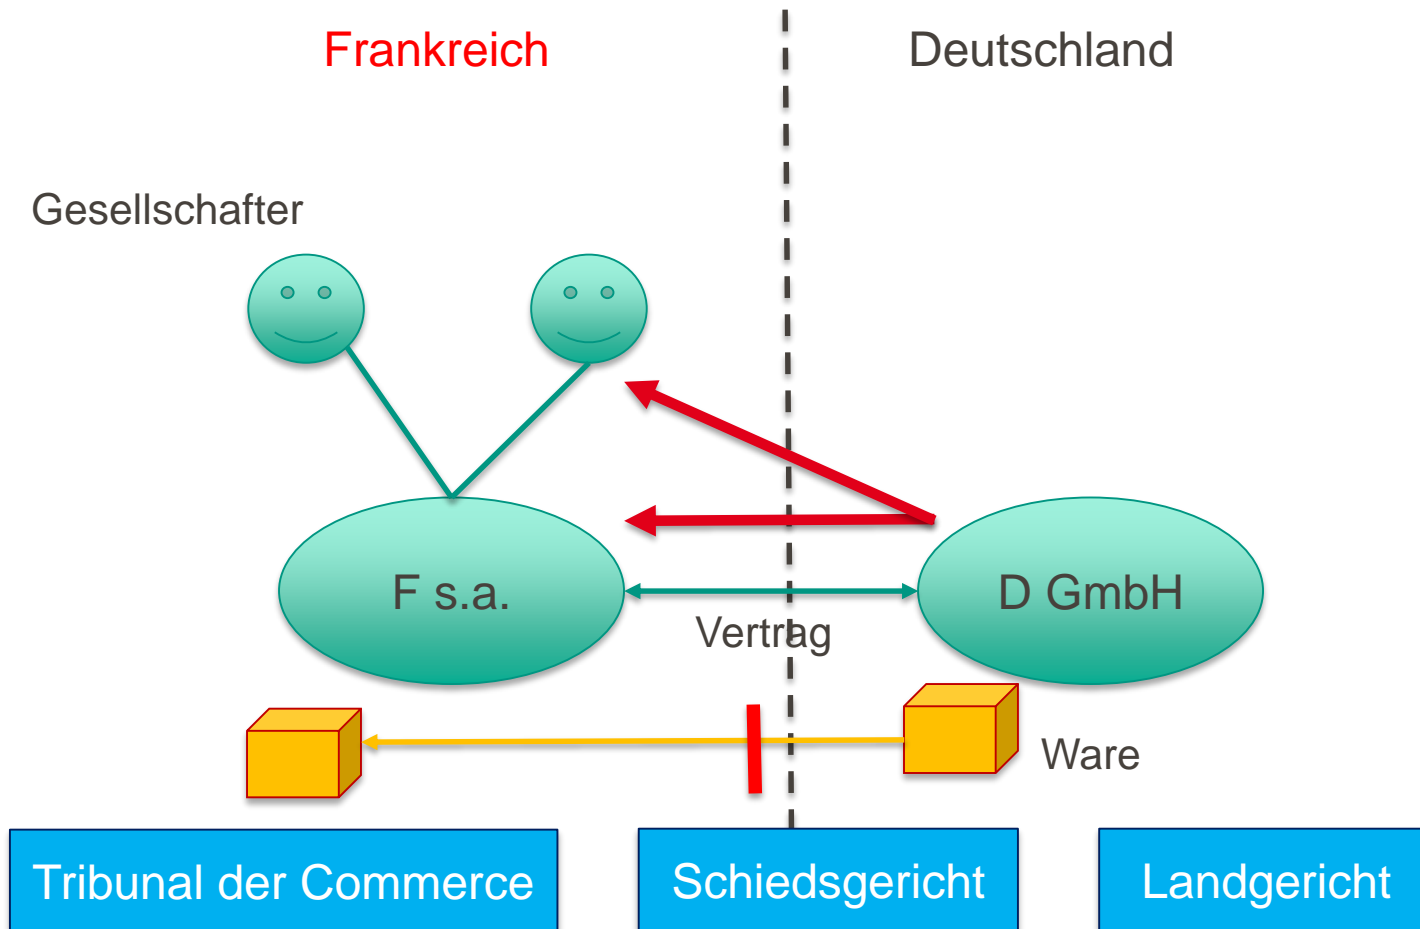 Frankreich
Deutschland
Gesellschafter
F s.a.
D GmbH
Vertrag
Ware
Tribunal der Commerce
Schiedsgericht
Landgericht